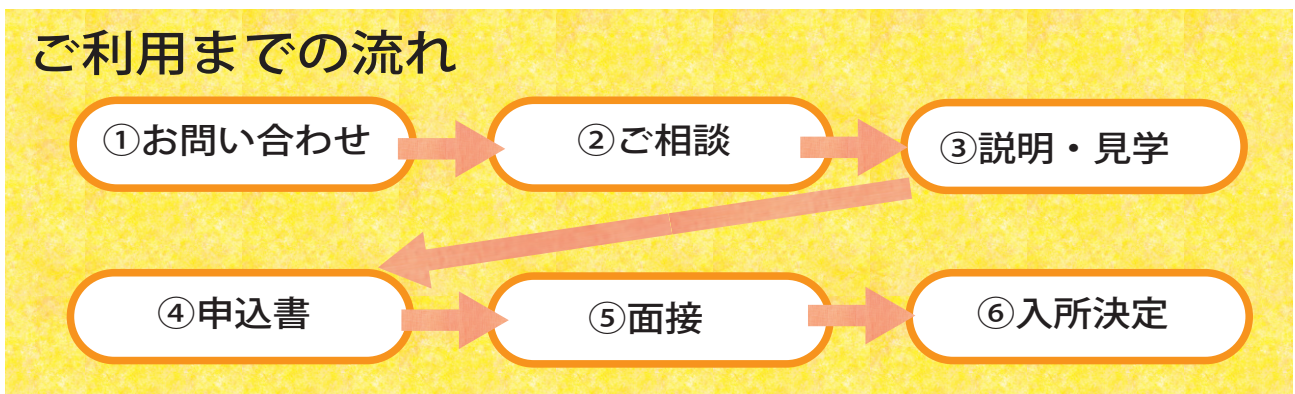 ご利用までの流れ
①お問い合わせ
②ご相談
③説明・見学
④申込書
⑤面接
⑥入所決定